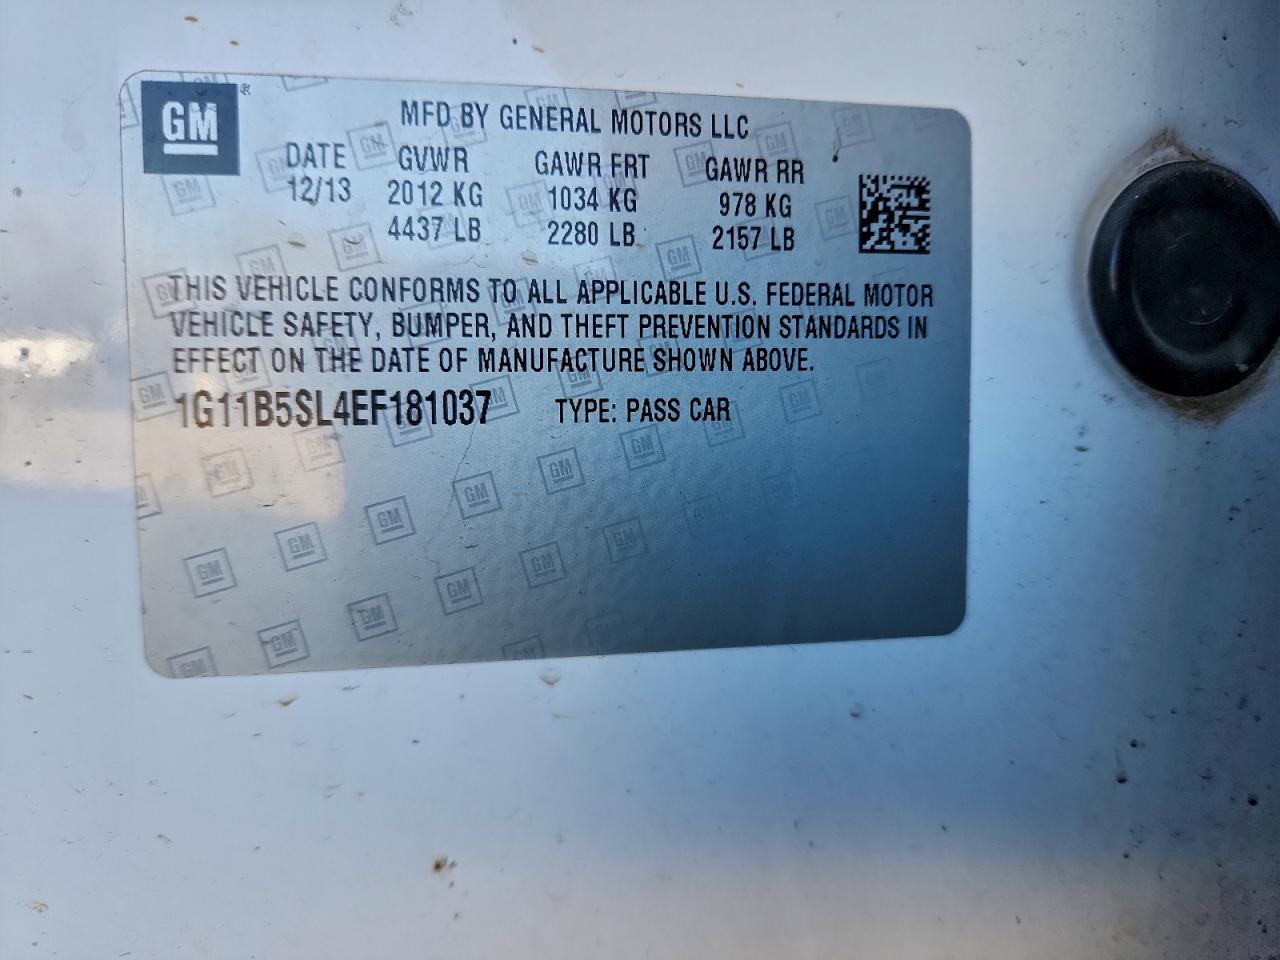 GM ®
MFD BY GENERAL MOTORS LLC
DATE GVWR GAWR FRT GAWR RR
12/13 2012 KG 1034 KG 978 KG
4437 LB 2280 LB 2157 LB
THIS VEHICLE CONFORMS TO ALL APPLICABLE U.S. FEDERAL MOTOR
VEHICLE SAFETY, BUMPER, AND THEFT PREVENTION STANDARDS IN
EFFECT ON THE DATE OF MANUFACTURE SHOWN ABOVE.
1G11B5SL4EF181037 TYPE: PASS CAR